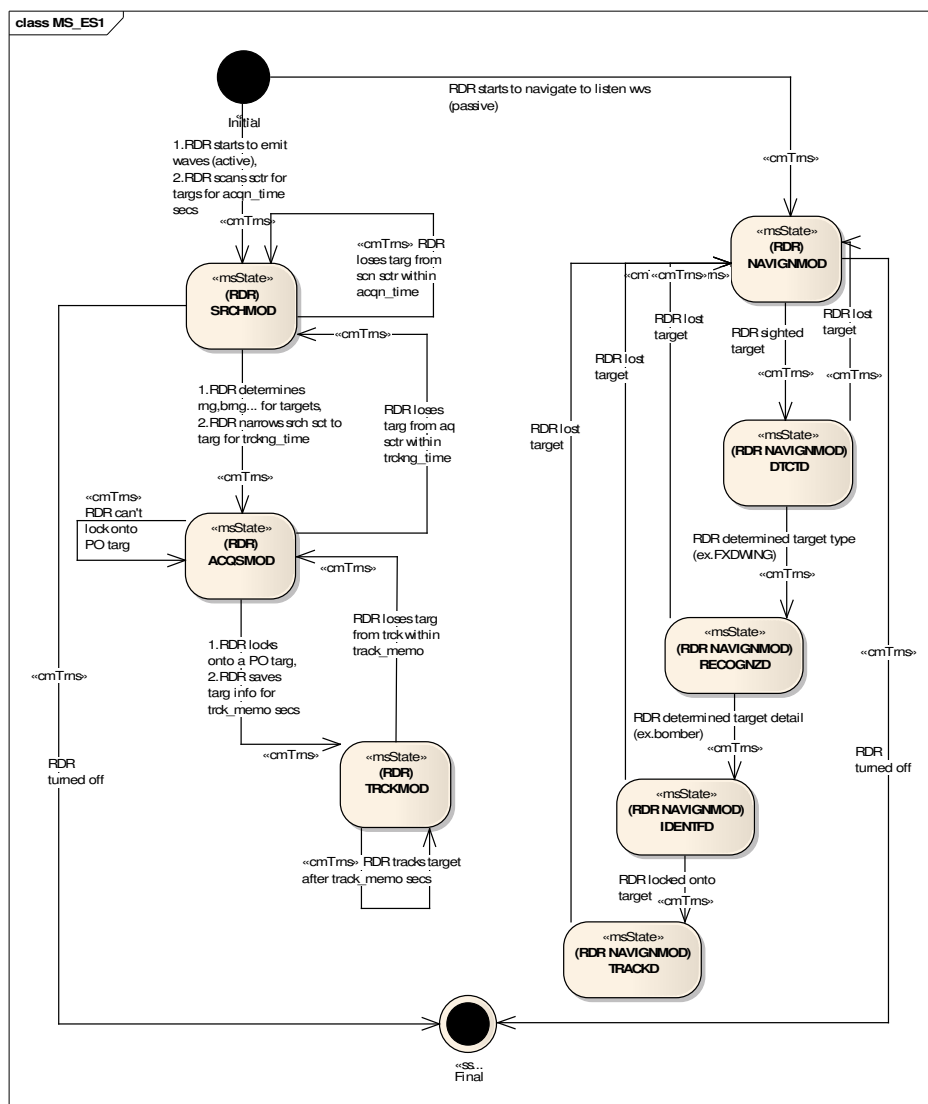 class MS_ES1
RDR starts to navigate to listen wvs
(passive)
«
Initial
1.RDR starts to emit
waves (active),
2.RDR scans sctr for
targs for acqn_time
secs
«cmTrns»
«cmTrns»
«cmTrns» RDR
loses targ from
scn sctr within
acqn_time
«msState»
(RDR)
SRCHMOD
«msState»
(RDR)
NAVIGNMOD
«cmTrns»
RDR lost
target
RDR lost
target
RDR sighted
target
«cmTrns»
RDR lost
target
«cmTrns»
«cmTrns»
1.RDR determines
rng,brng... for targets,
2.RDR narrows srch sct to
targ for trckng_time
«cmTrns»
RDR loses
targ from aq
sctr within
trckng_time
RDR lost
target
«msState»
(RDR NAVIGNMOD)
DTCTD
«cmTrns»
RDR can't
lock onto
PO targ
«msState»
(RDR)
ACQSMOD
«cmTrns»
RDR determined target type
(ex.FXDWING)
«cmTrns»
RDR loses targ
from trck within
track_memo
«msState»
(RDR NAVIGNMOD)
RECOGNZD
1.RDR locks
onto a PO targ,
2.RDR saves
targ info for
trck_memo secs
«cmTrns»
«cmTrns»
«cmTrns»
RDR determined target detail
(ex.bomber)
«cmTrns»
RDR
turned off
RDR
turned off
«msState»
(RDR)
TRCKMOD
«msState»
(RDR NAVIGNMOD)
IDENTFD
«cmTrns» RDR tracks target
after track_memo secs
RDR locked onto
target
«cmTrns»
«msState»
(RDR NAVIGNMOD)
TRACKD
«ss...
Final